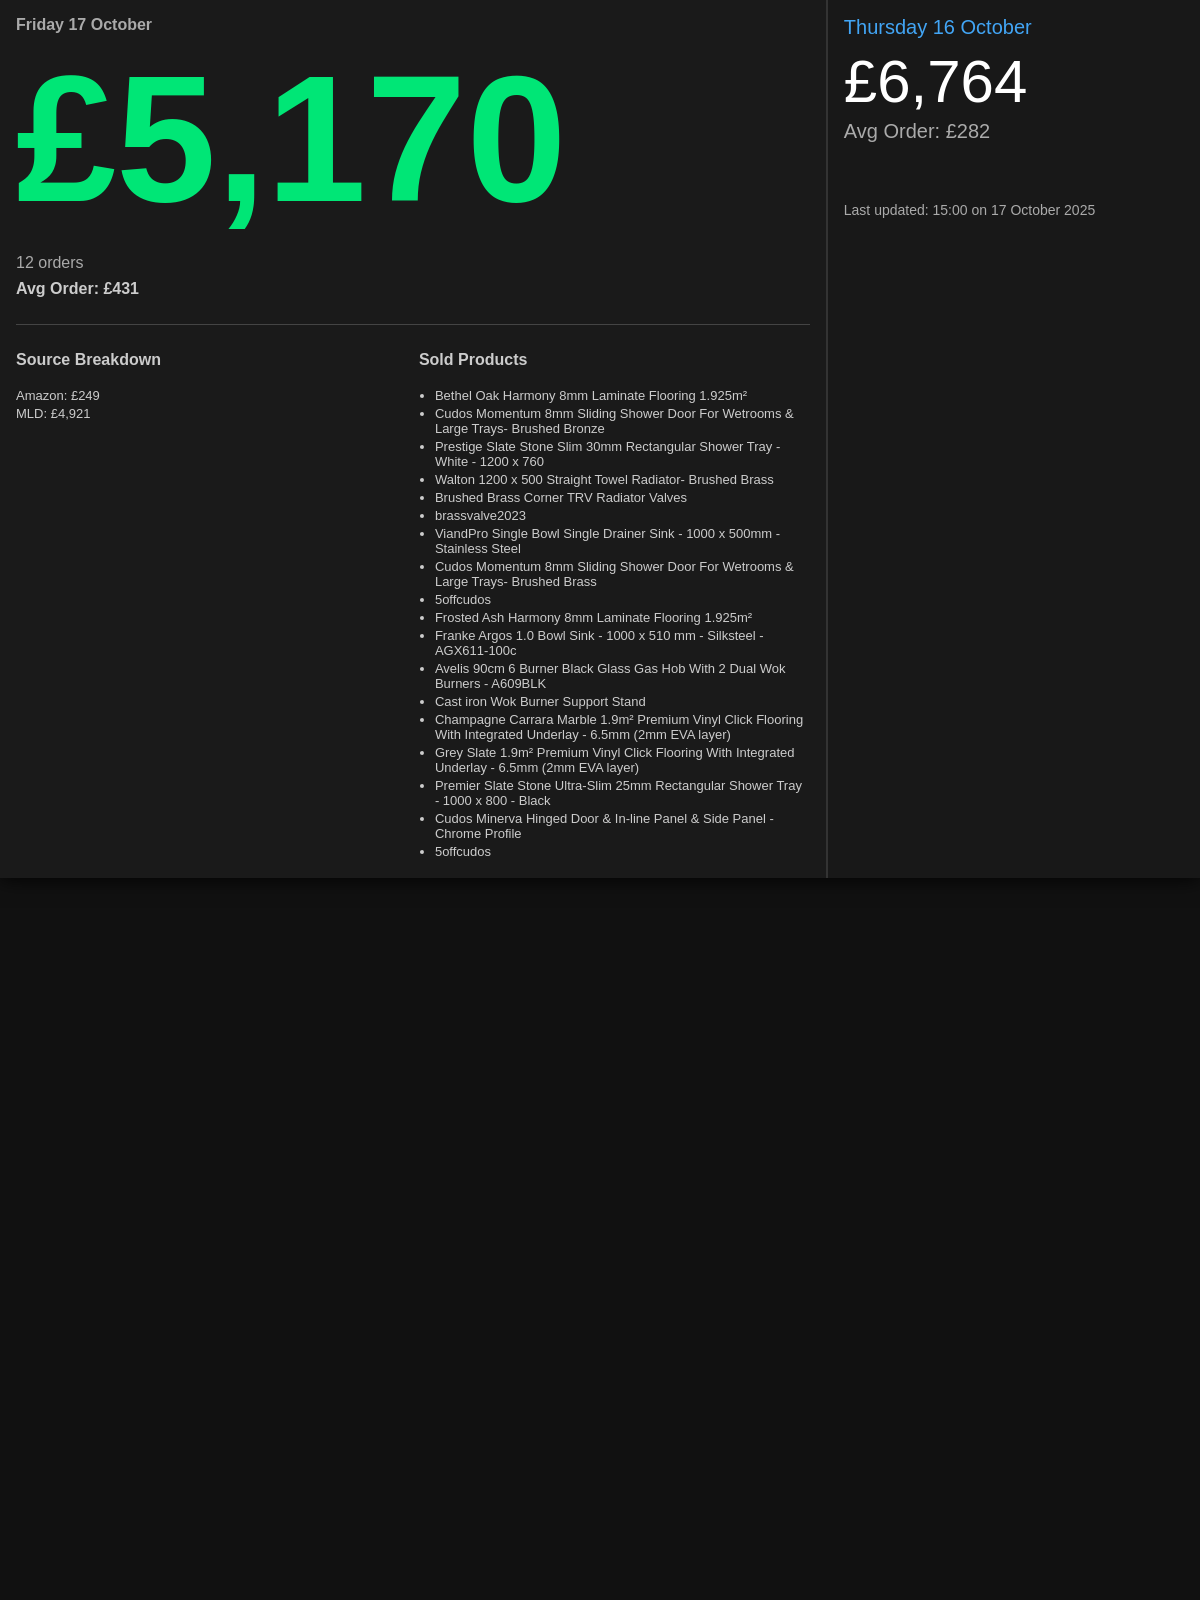 Friday 17 October
£5,170
12 orders
Avg Order: £431
Source Breakdown
Amazon: £249
MLD: £4,921
Sold Products
Bethel Oak Harmony 8mm Laminate Flooring 1.925m²
Cudos Momentum 8mm Sliding Shower Door For Wetrooms &
Large Trays- Brushed Bronze
Prestige Slate Stone Slim 30mm Rectangular Shower Tray -
White - 1200 x 760
Walton 1200 x 500 Straight Towel Radiator- Brushed Brass
Brushed Brass Corner TRV Radiator Valves
brassvalve2023
ViandPro Single Bowl Single Drainer Sink - 1000 x 500mm -
Stainless Steel
Cudos Momentum 8mm Sliding Shower Door For Wetrooms &
Large Trays- Brushed Brass
5offcudos
Frosted Ash Harmony 8mm Laminate Flooring 1.925m²
Franke Argos 1.0 Bowl Sink - 1000 x 510 mm - Silksteel -
AGX611-100c
Avelis 90cm 6 Burner Black Glass Gas Hob With 2 Dual Wok
Burners - A609BLK
Cast iron Wok Burner Support Stand
Champagne Carrara Marble 1.9m² Premium Vinyl Click Flooring
With Integrated Underlay - 6.5mm (2mm EVA layer)
Grey Slate 1.9m² Premium Vinyl Click Flooring With Integrated
Underlay - 6.5mm (2mm EVA layer)
Premier Slate Stone Ultra-Slim 25mm Rectangular Shower Tray
- 1000 x 800 - Black
Cudos Minerva Hinged Door & In-line Panel & Side Panel -
Chrome Profile
5offcudos
Thursday 16 October
£6,764
Avg Order: £282
Last updated: 15:00 on 17 October 2025